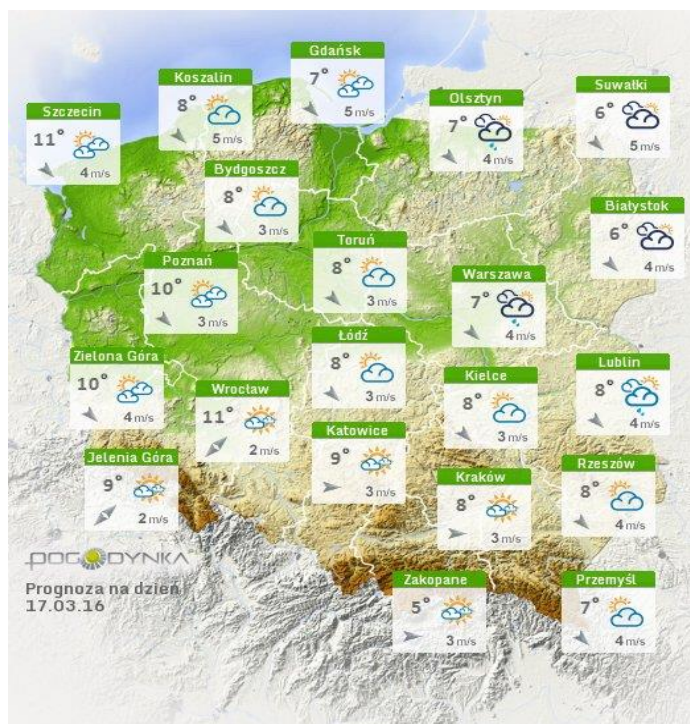 Gdańsk
7°
5 m/s
Koszalin
8°
5 m/s
Suwałki
6°
5 m/s
Olsztyn
7°
4 m/s
Szczecin
11°
4 m/s
Bydgoszcz
8°
3 m/s
Białystok
6°
4 m/s
Toruń
8°
3 m/s
Poznań
10°
3 m/s
Warszawa
7°
4 m/s
Łódź
8°
3 m/s
Zielona Góra
10°
4 m/s
Lublin
8°
4 m/s
Kielce
8°
3 m/s
Wrocław
11°
2 m/s
Katowice
9°
3 m/s
Jelenia Góra
9°
2 m/s
Rzeszów
8°
4 m/s
Kraków
8°
3 m/s
POGODYNKA
Prognoza na dzień
17.03.16
Zakopane
5°
3 m/s
Przemyśl
7°
4 m/s